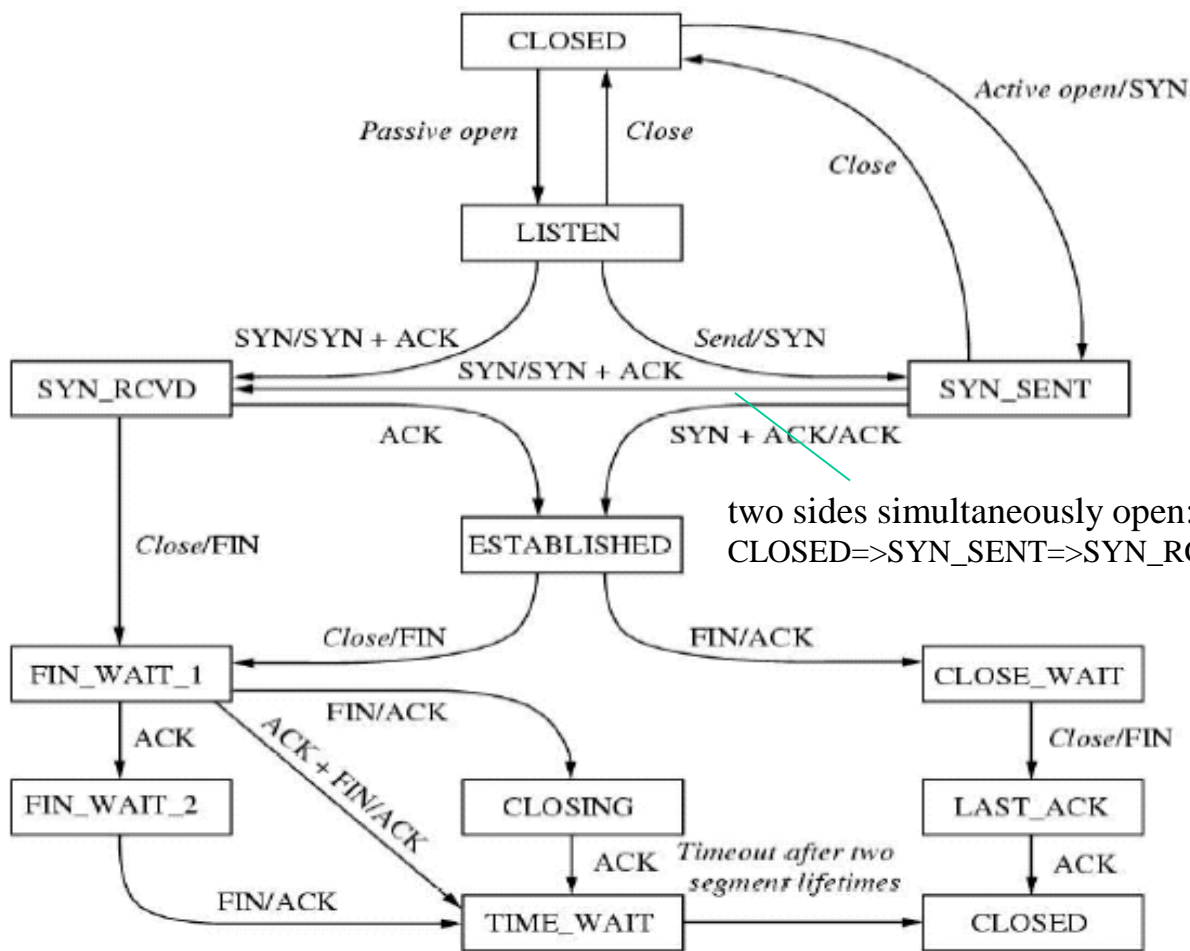 CLOSED
Active open/SYN
Passive open
Close
Close
LISTEN
SYN/SYN + ACK
Send/SYN
SYN/SYN + ACK
SYN_RCVD
SYN_SENT
ACK
SYN + ACK/ACK
two sides simultaneously open:
CLOSED=>SYN_SENT=>SYN_RC
Close/FIN
ESTABLISHED
Close/FIN
FIN/ACK
FIN_WAIT_1
CLOSE_WAIT
FIN/ACK
ACK
ACK + FIN/ACK
Close/FIN
FIN_WAIT_2
CLOSING
LAST_ACK
ACK
Timeout after two
segment lifetimes
ACK
FIN/ACK
TIME_WAIT
CLOSED